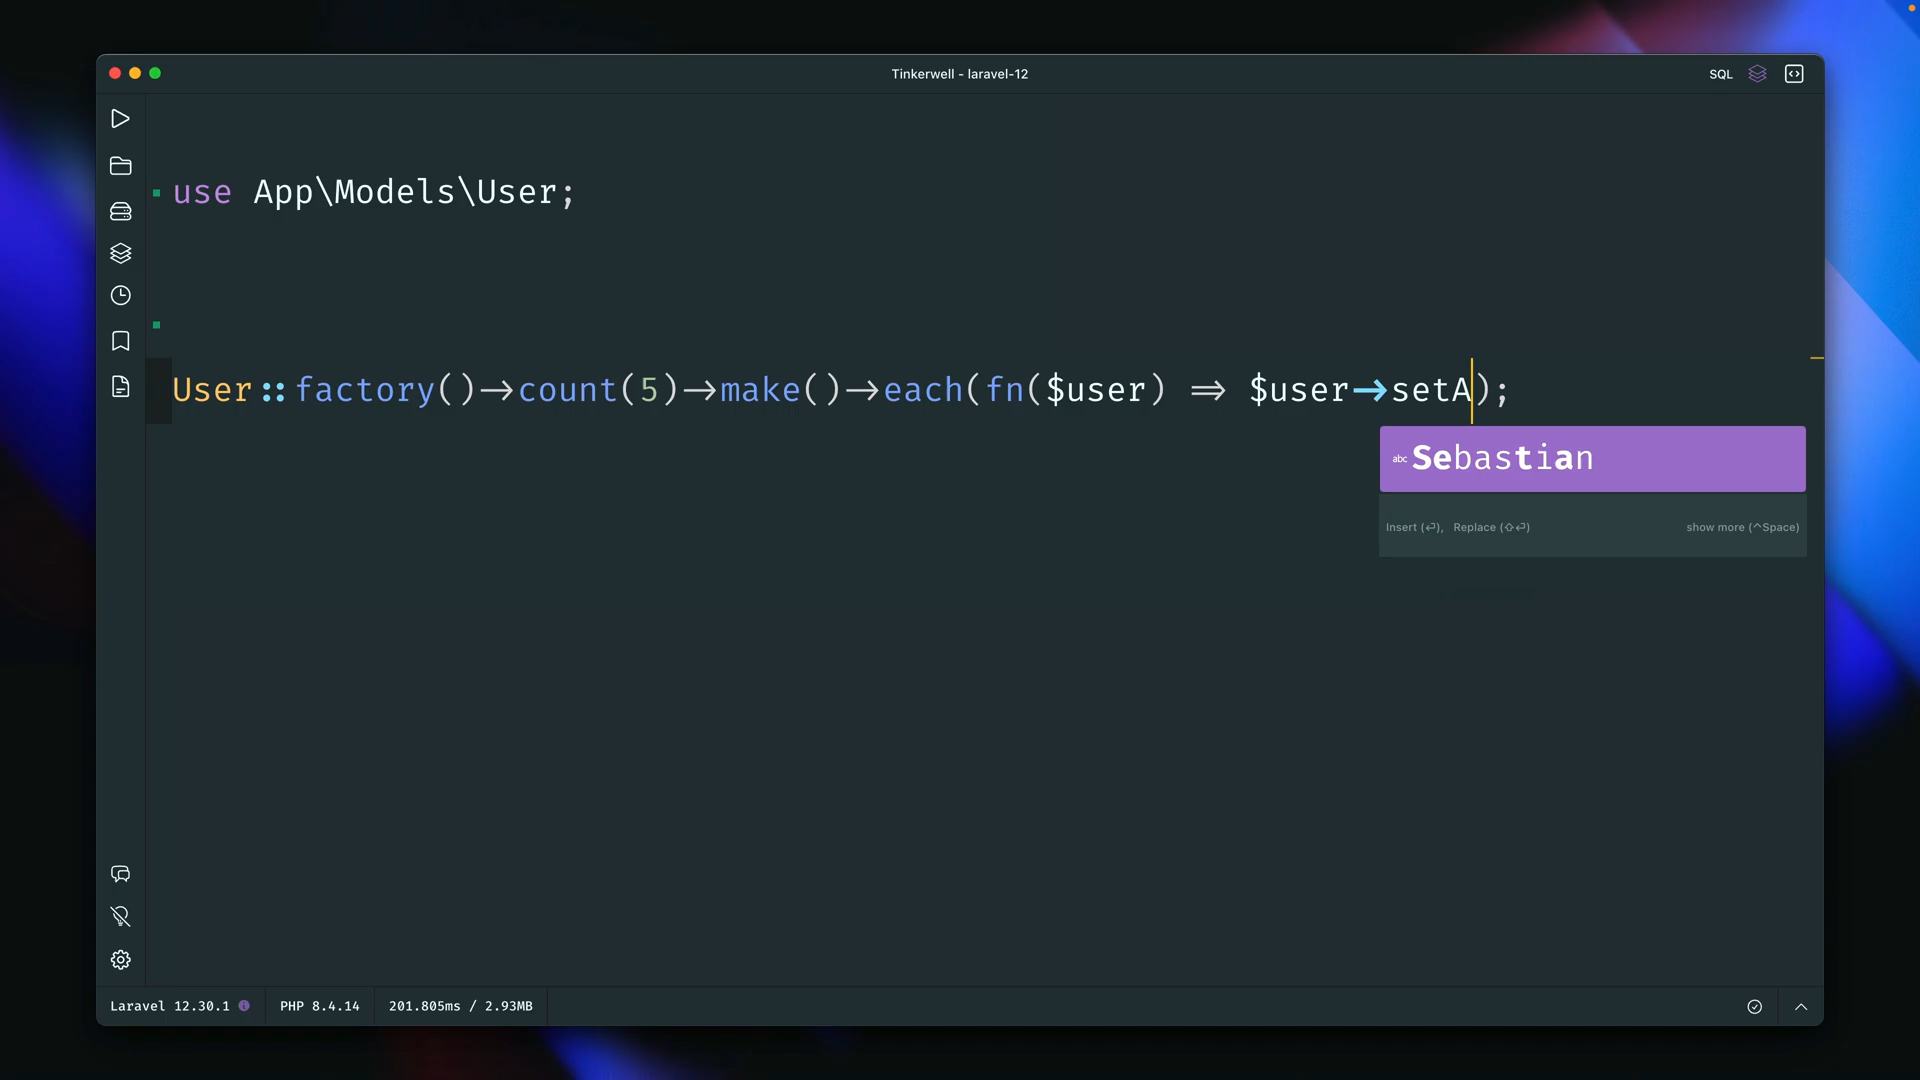 Tinkerwell - laravel-12
SQL
use App\Models\User;
User::factory()->count(5)->make()->each(fn($user) => $user->setA);
abc Sebastian
Insert (⏎), Replace (⇧⏎)
show more (^Space)
Laravel 12.30.1
PHP 8.4.14
201.805ms / 2.93MB